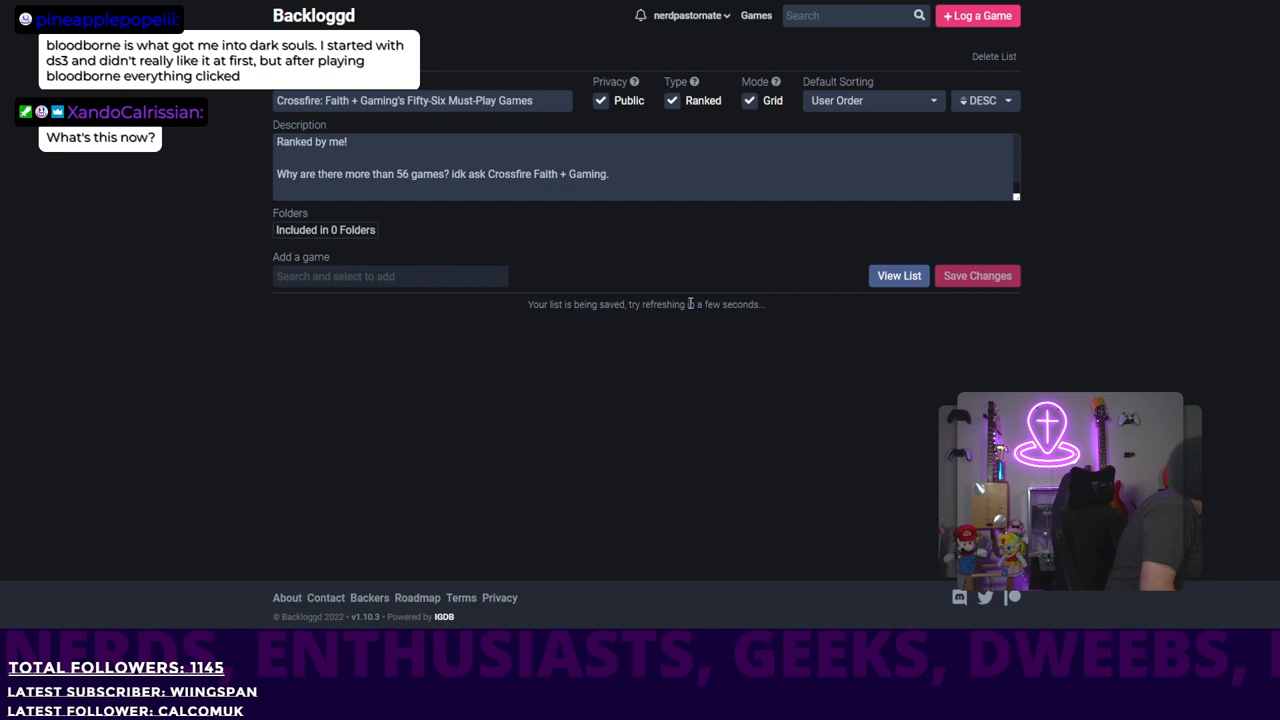 pineapplepopeiii:
bloodborne is what got me into dark souls. I started with
ds3 and didn't really like it at first, but after playing
bloodborne everything clicked
XandoCalrissian:
What's this now?
Backloggd
nerdpastornate
Games
Search
+ Log a Game
Delete List
Privacy
Type
Mode
Default Sorting
Crossfire: Faith + Gaming's Fifty-Six Must-Play Games
Public
Ranked
Grid
User Order
DESC
Description
Ranked by me!
Why are there more than 56 games? idk ask Crossfire Faith + Gaming.
Folders
Included in 0 Folders
Add a game
Search and select to add
View List
Save Changes
Your list is being saved, try refreshing in a few seconds...
About Contact Backers Roadmap Terms Privacy
© Backloggd 2022 • v1.10.3 • Powered by IGDB
NERDS, ENTHUSIASTS, GEEKS, DWEEBS,
TOTAL FOLLOWERS: 1145
LATEST SUBSCRIBER: WIINGSPAN
LATEST FOLLOWER: CALCOMUK